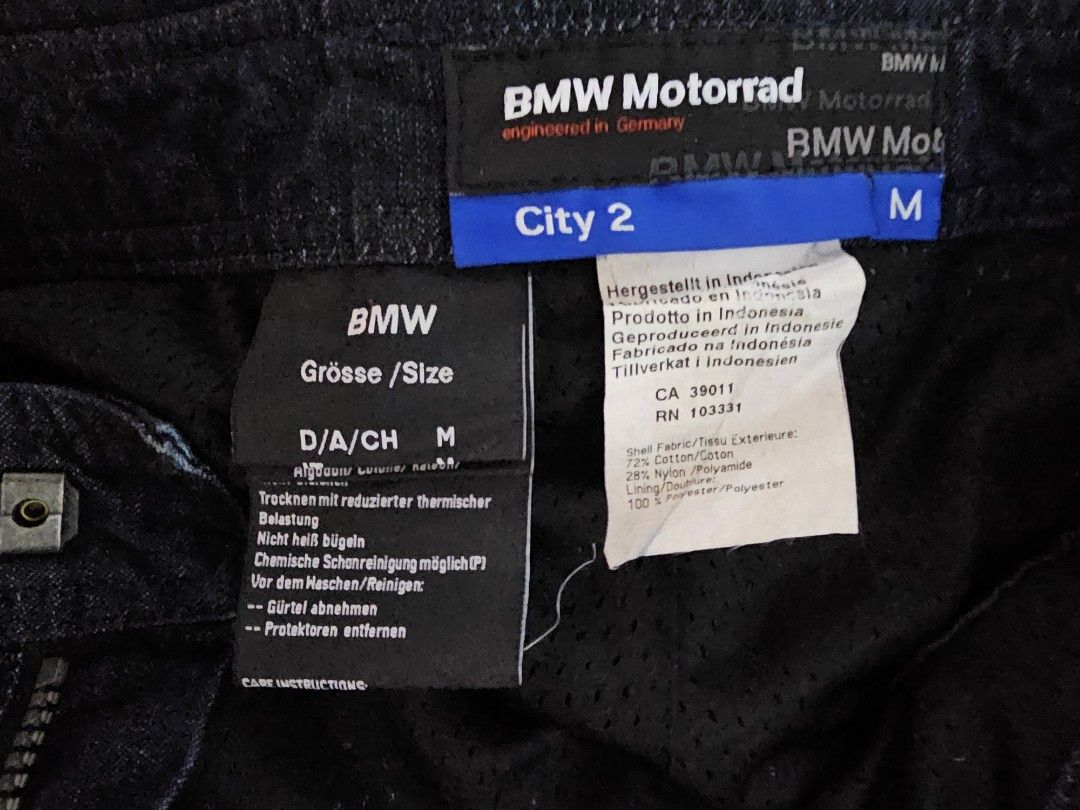 BMW Motorrad
engineered in Germany
BMW M
Motorrad
BMW Mot
City 2
M
BMW
Grösse /Size
D/A/CH M
Trocknen mit reduzierter thermischer
Belastung
Nicht heiß bügeln
Chemische Schonreinigung möglich(P)
Vor dem Waschen/Reinigen:
-- Gürtel abnehmen
-- Protektoren entfernen
CARE INSTRUCTIONS:
Hergestellt in
en
Prodotto in Indonesia
Geproduceerd in Indonesie
Fabricado na Indonésia
Tillverkat i Indonesien
CA 39011
RN 103331
Shell Fabric/Tissu Exterieure:
72% Cotton/Coton
28% Nylon /Polyamide
Lining/Doublure:
100 % Polyester/Polyester